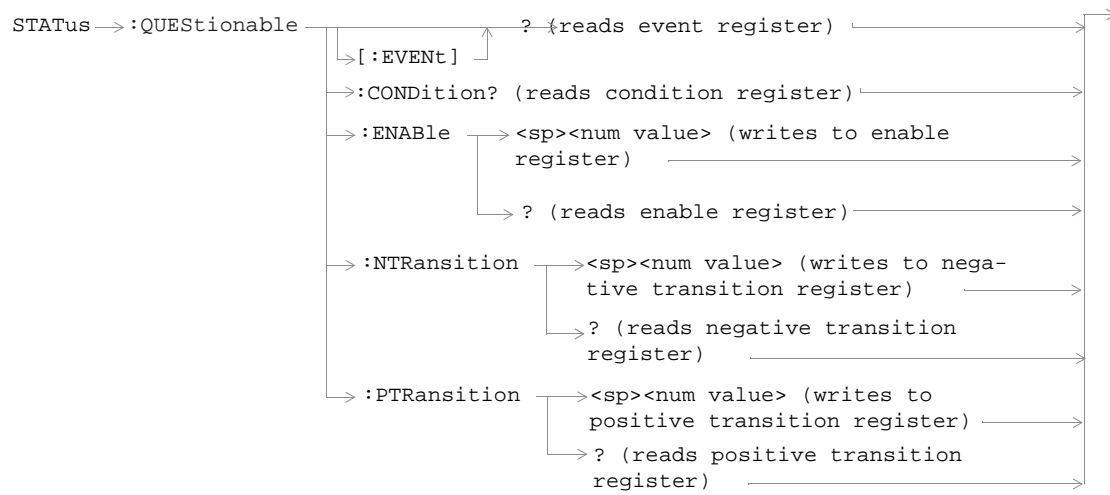 STATus :QUEStionable ? (reads event register)
[:EVENt]
:CONDition? (reads condition register)
:ENABle <sp><num value> (writes to enable
register)
? (reads enable register)
:NTRansition <sp><num value> (writes to nega-
tive transition register)
? (reads negative transition
register)
:PTRansition <sp><num value> (writes to
positive transition register)
? (reads positive transition
register)